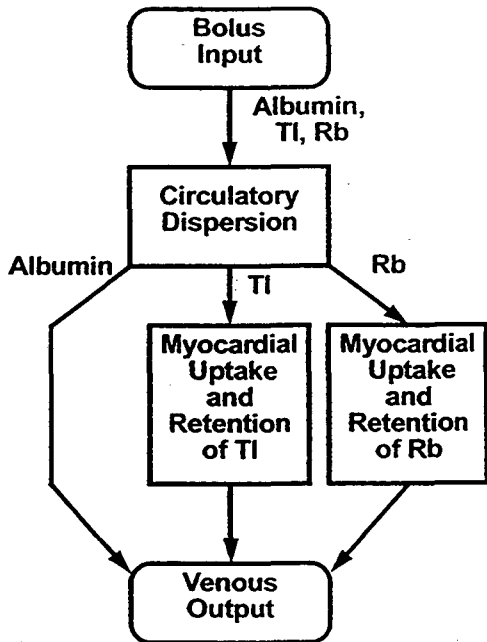 Bolus
Input
Albumin,
Tl, Rb
Circulatory
Dispersion
Albumin
Tl
Rb
Myocardial
Uptake
and
Retention
of Tl
Myocardial
Uptake
and
Retention
of Rb
Venous
Output